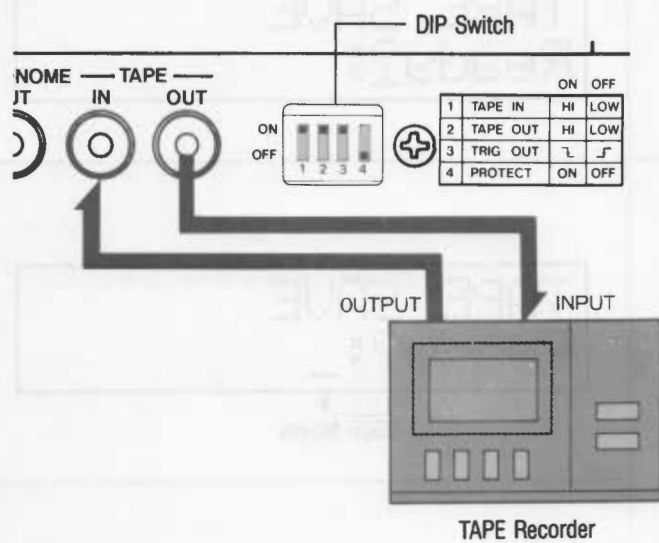 DIP Switch
NOME — TAPE —
UT IN OUT
ON
OFF
1 2 3 4
ON OFF
1 TAPE IN HI LOW
2 TAPE OUT HI LOW
3 TRIG OUT
4 PROTECT ON OFF
OUTPUT INPUT
TAPE Recorder